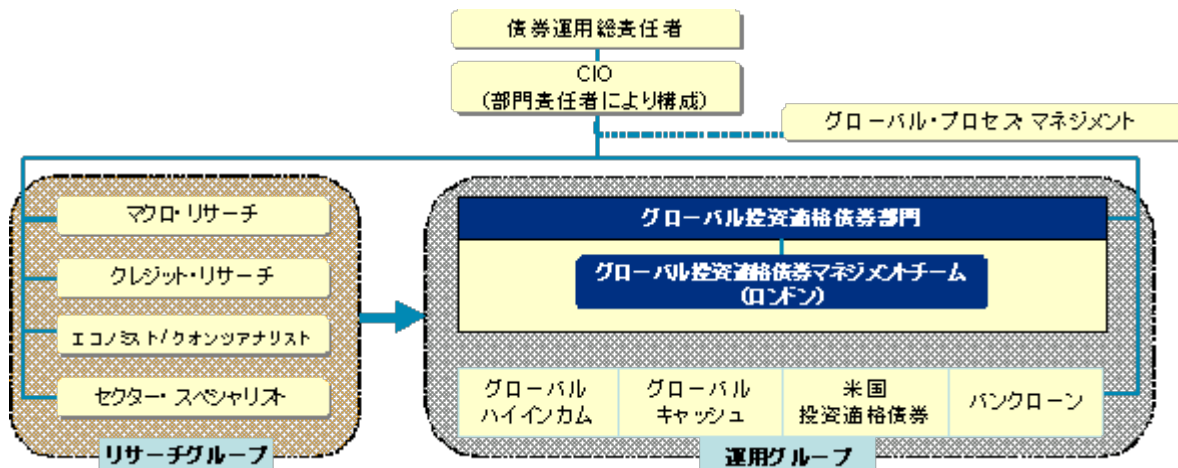 債券運用総責任者
CIO
(部門責任者により構成)
グローバル・プロセス・マネジメント
マクロ・リサーチ
クレジット・リサーチ
エコノミスト/クオンツアナリスト
セクター・スペシャリスト
リサーチグループ
グローバル投資適格債券部門
グローバル投資適格債券マネジメントチーム
(ロンドン)
グローバル
ハイインカム
グローバル
キャッシュ
米国
投資適格債券
バンクローン
運用グループ